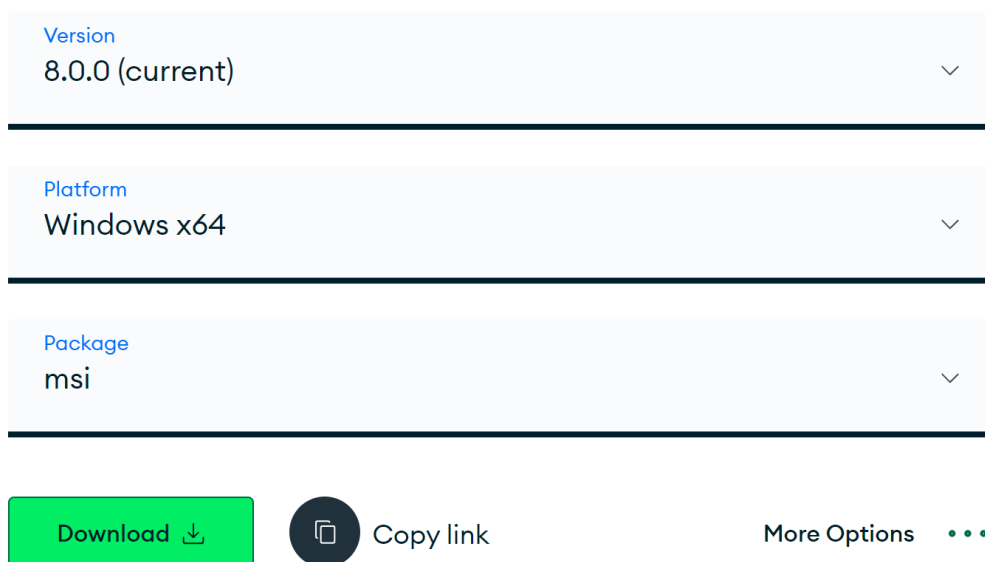 Version
8.0.0 (current)
Platform
Windows x64
Package
msi
Download
Copy link
More Options